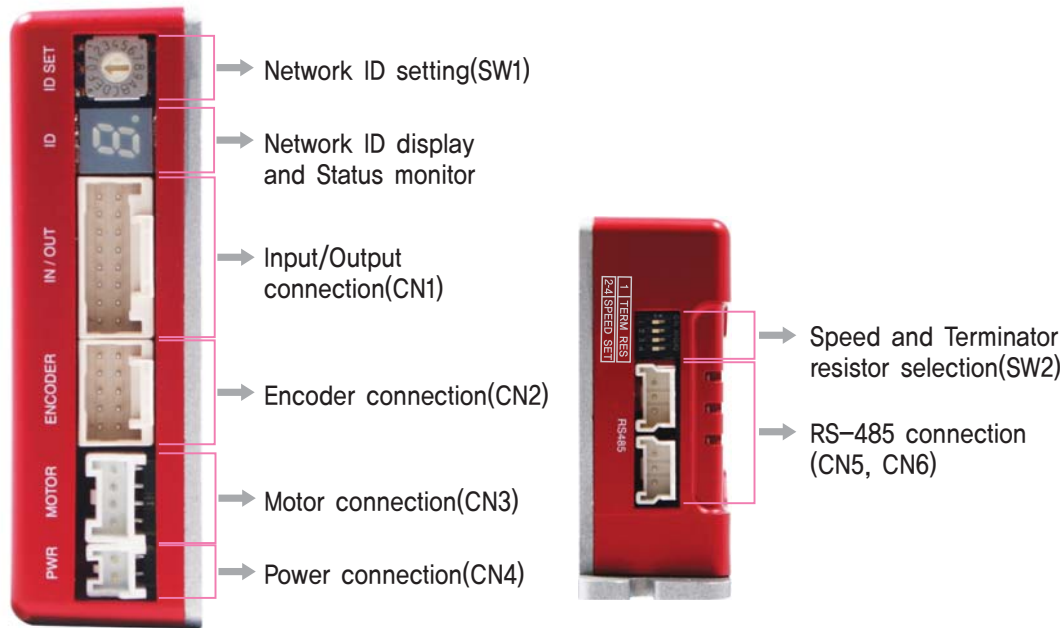 ID SET
Network ID setting(SW1)
ID
Network ID display
and Status monitor
IN / OUT
Input/Output
connection(CN1)
ENCODER
Encoder connection(CN2)
MOTOR
Motor connection(CN3)
PWR
Power connection(CN4)
1 TERM RES
2-4 SPEED SET
Speed and Terminator
resistor selection(SW2)
RS485
RS-485 connection
(CN5, CN6)